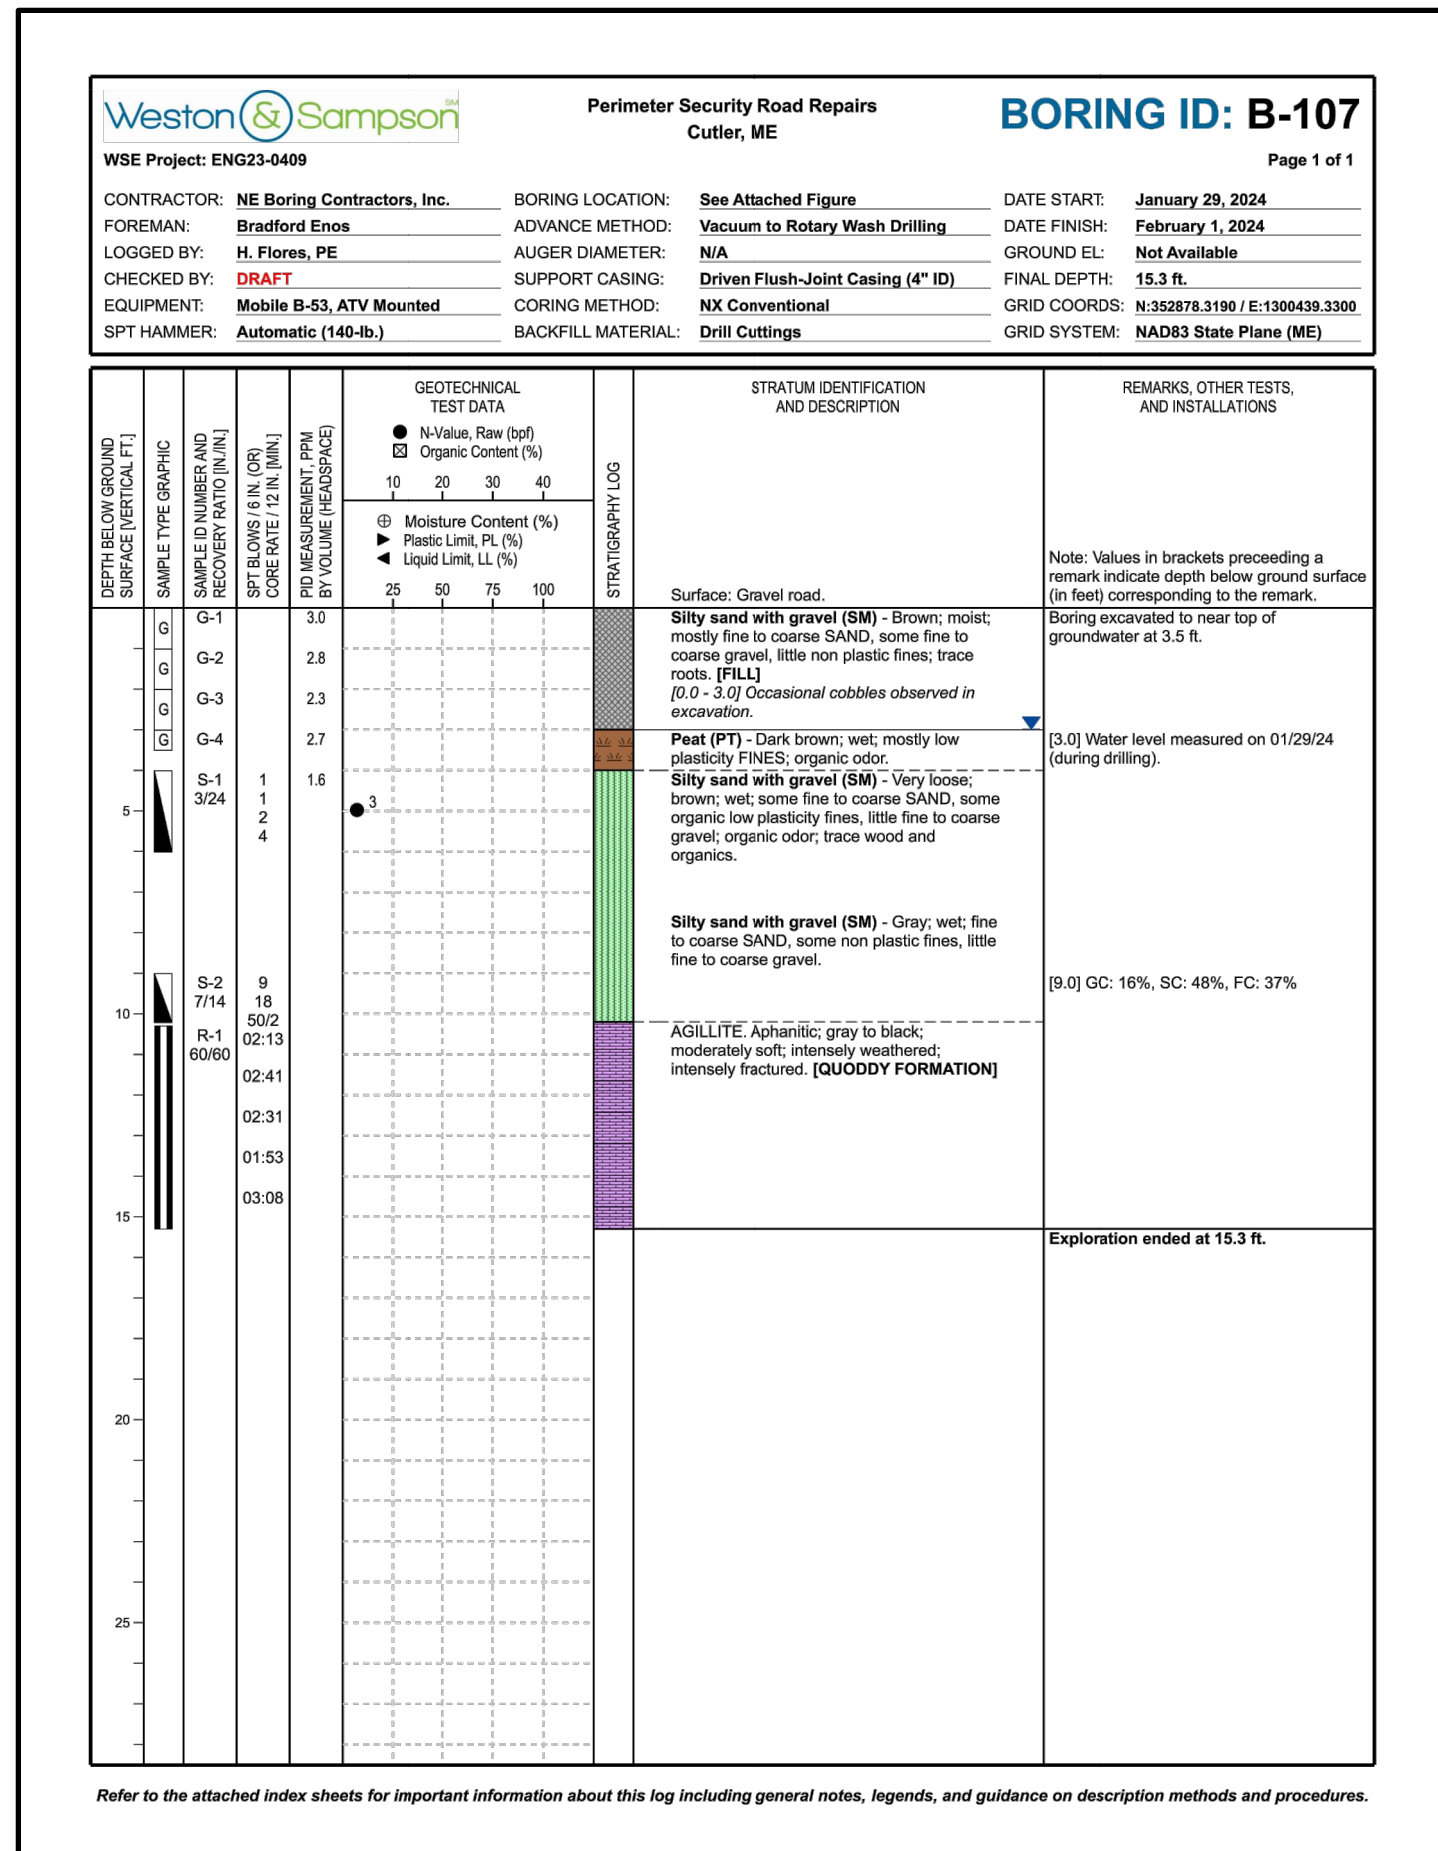 Weston & Sampson SM
Perimeter Security Road Repairs
Cutler, ME
BORING ID: B-107
WSE Project: ENG23-0409
Page 1 of 1
CONTRACTOR: NE Boring Contractors, Inc.
FOREMAN: Bradford Enos
LOGGED BY: H. Flores, PE
CHECKED BY: DRAFT
EQUIPMENT: Mobile B-53, ATV Mounted
SPT HAMMER: Automatic (140-lb.)
BORING LOCATION: See Attached Figure
ADVANCE METHOD: Vacuum to Rotary Wash Drilling
AUGER DIAMETER: N/A
SUPPORT CASING: Driven Flush-Joint Casing (4" ID)
CORING METHOD: NX Conventional
BACKFILL MATERIAL: Drill Cuttings
DATE START: January 29, 2024
DATE FINISH: February 1, 2024
GROUND EL: Not Available
FINAL DEPTH: 15.3 ft.
GRID COORDS: N:352878.3190 / E:1300439.3300
GRID SYSTEM: NAD83 State Plane (ME)
DEPTH BELOW GROUND
SURFACE [VERTICAL FT.]
SAMPLE TYPE GRAPHIC
SAMPLE ID NUMBER AND
RECOVERY RATIO [IN./IN.]
SPT BLOWS / 6 IN. (OR)
CORE RATE / 12 IN. [MIN.]
PID MEASUREMENT, PPM
BY VOLUME (HEADSPACE)
GEOTECHNICAL
TEST DATA
N-Value, Raw (bpf)
Organic Content (%)
10 20 30 40
Moisture Content (%)
Plastic Limit, PL (%)
Liquid Limit, LL (%)
25 50 75 100
STRATIGRAPHY LOG
STRATUM IDENTIFICATION
AND DESCRIPTION
Surface: Gravel road.
REMARKS, OTHER TESTS,
AND INSTALLATIONS
Note: Values in brackets preceeding a
remark indicate depth below ground surface
(in feet) corresponding to the remark.
G G-1 3.0
G G-2 2.8
G G-3 2.3
G G-4 2.7
S-1 1 1.6
3/24 1
2
4
5
3
S-2 9
7/14 18
50/2
10
R-1 02:13
60/60
02:41
02:31
01:53
03:08
15
20
25
Silty sand with gravel (SM) - Brown; moist;
mostly fine to coarse SAND, some fine to
coarse gravel, little non plastic fines; trace
roots. [FILL]
[0.0 - 3.0] Occasional cobbles observed in
excavation.
Peat (PT) - Dark brown; wet; mostly low
plasticity FINES; organic odor.
Silty sand with gravel (SM) - Very loose;
brown; wet; some fine to coarse SAND, some
organic low plasticity fines, little fine to coarse
gravel; organic odor; trace wood and
organics.
Silty sand with gravel (SM) - Gray; wet; fine
to coarse SAND, some non plastic fines, little
fine to coarse gravel.
AGILLITE. Aphanitic; gray to black;
moderately soft; intensely weathered;
intensely fractured. [QUODDY FORMATION]
Boring excavated to near top of
groundwater at 3.5 ft.
[3.0] Water level measured on 01/29/24
(during drilling).
[9.0] GC: 16%, SC: 48%, FC: 37%
Exploration ended at 15.3 ft.
Refer to the attached index sheets for important information about this log including general notes, legends, and guidance on description methods and procedures.